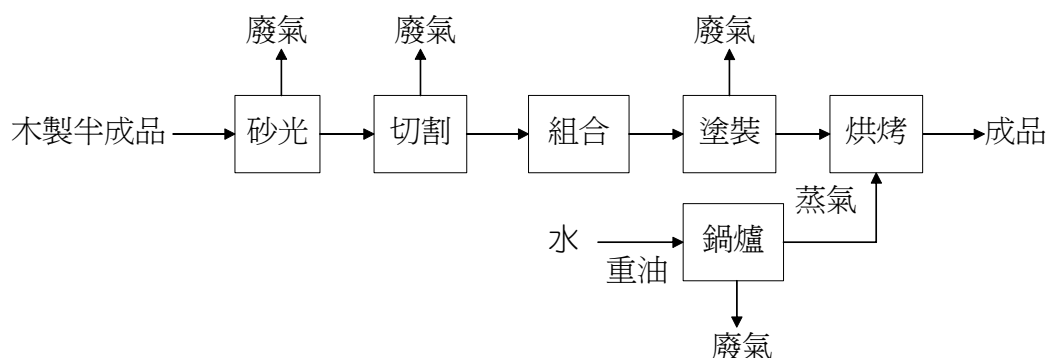 廢氣 廢氣 廢氣
木製半成品 砂光 切割 組合 塗裝 烘烤 成品
蒸氣
水 重油 鍋爐
廢氣